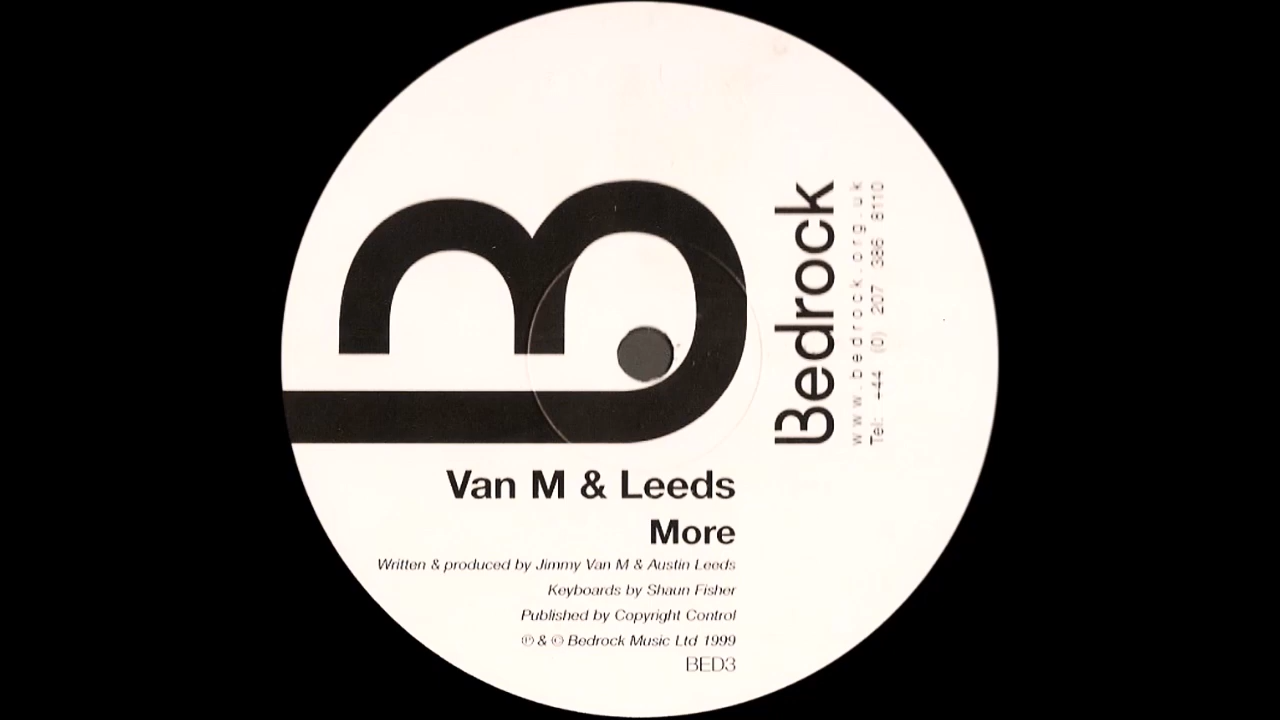 B
Bedrock
www.bedrock.org.uk
Tel: +44 (0) 207 386 8110
Van M & Leeds
More
Written & produced by Jimmy Van M & Austin Leeds
Keyboards by Shaun Fisher
Published by Copyright Control
℗ & © Bedrock Music Ltd 1999
BED3